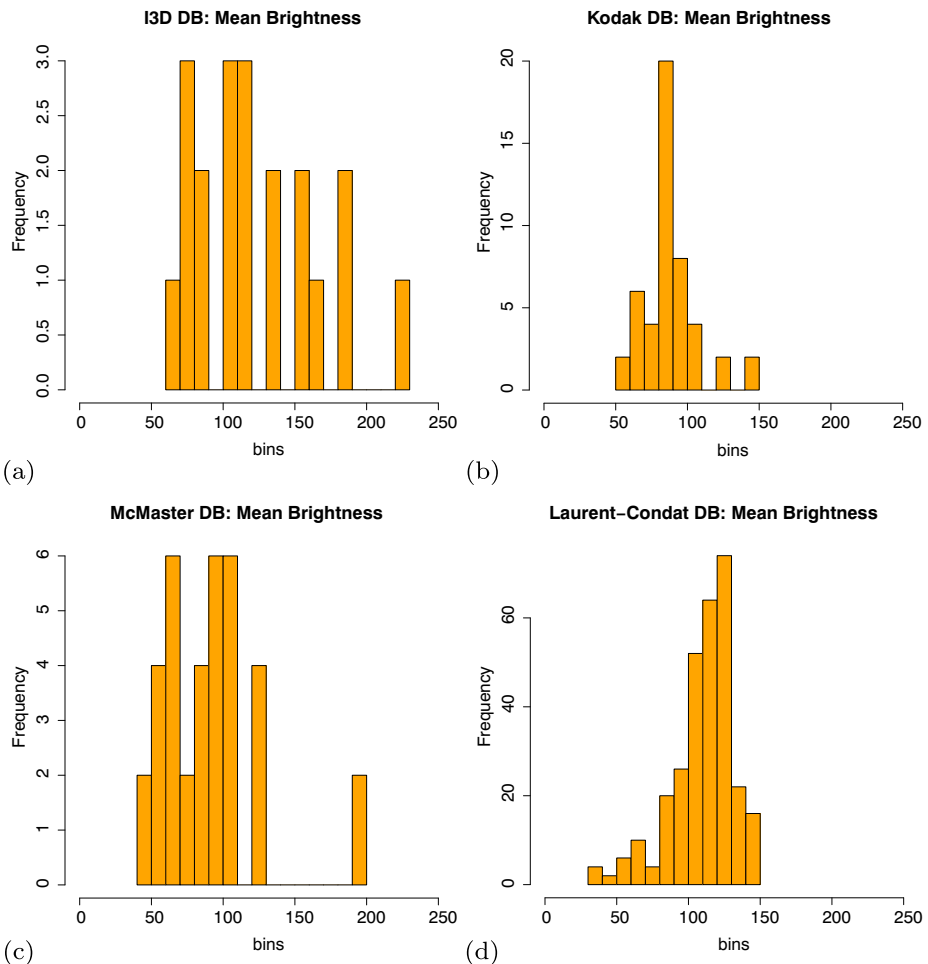 I3D DB: Mean Brightness
Frequency
0.0 0.5 1.0 1.5 2.0 2.5 3.0
0 50 100 150 200 250
bins
(a)
Kodak DB: Mean Brightness
Frequency
0 5 10 15 20
0 50 100 150 200 250
bins
(b)
McMaster DB: Mean Brightness
Frequency
0 1 2 3 4 5 6
0 50 100 150 200 250
bins
(c)
Laurent−Condat DB: Mean Brightness
Frequency
0 20 40 60
0 50 100 150 200 250
bins
(d)